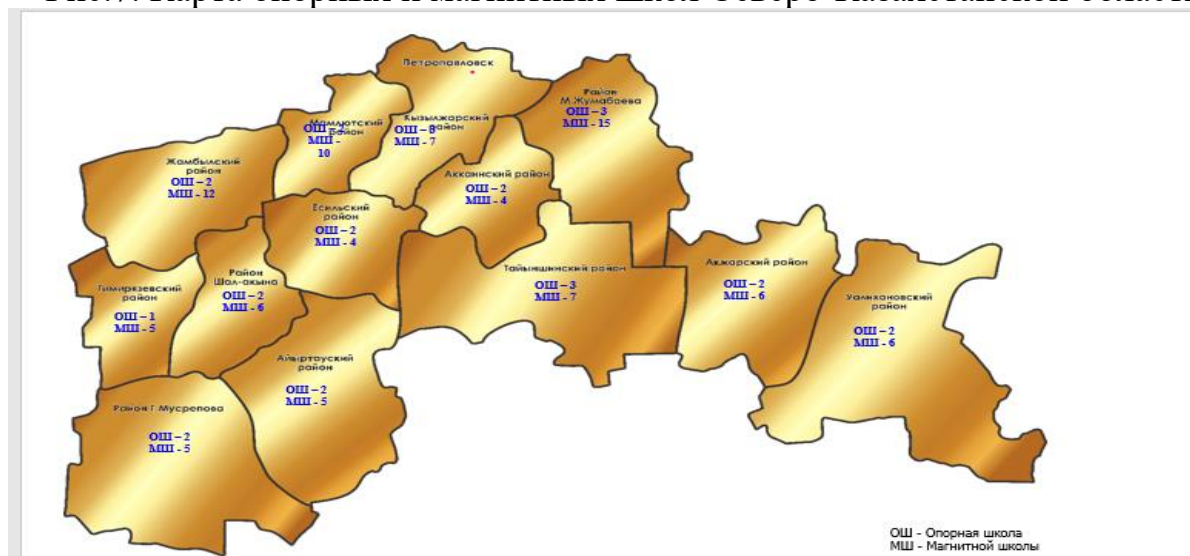 Петропавловск
Район
М.Жумабаева
ОШ – 3
МШ - 15
Мамлютский
район
МШ -
10
Кызылжарский
район
МШ - 7
Жамбылский
район
ОШ – 2
МШ - 12
Аккаинский район
ОШ – 2
МШ - 4
Есильский
район
ОШ – 2
МШ - 4
Тайыншинский район
ОШ – 3
МШ - 7
Акжарский район
ОШ – 2
МШ - 6
Уалихановский
район
ОШ – 2
МШ - 6
Тимирязевский
район
ОШ – 1
МШ - 5
Район
Шал-акына
ОШ – 2
МШ - 6
Айыртауский
район
ОШ – 2
МШ - 5
Район Г.Мусрепова
ОШ – 2
МШ - 5
ОШ - Опорная школа
МШ - Магнитной школы